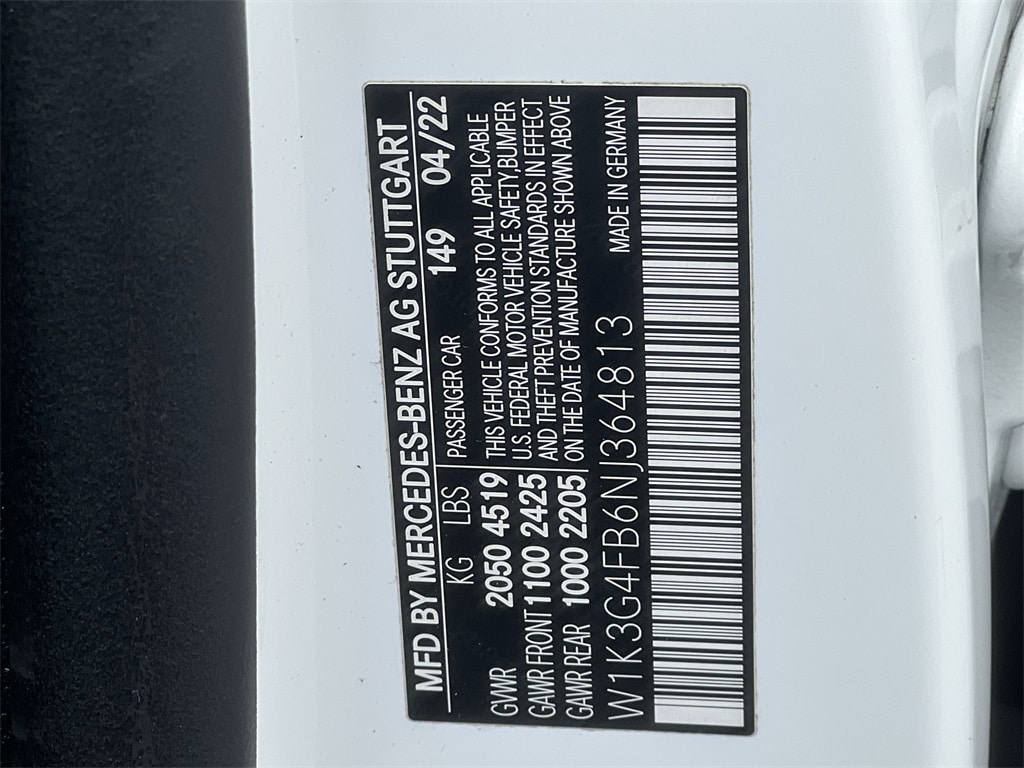 MFD BY MERCEDES-BENZ AG STUTTGART
KG LBS PASSENGER CAR 149 04/22
GWR 2050 4519 THIS VEHICLE CONFORMS TO ALL APPLICABLE
GAWR FRONT 1100 2425 U.S. FEDERAL MOTOR VEHICLE SAFETY,BUMPER
GAWR REAR 1000 2205 AND THEFT PREVENTION STANDARDS IN EFFECT
ON THE DATE OF MANUFACTURE SHOWN ABOVE
W1K3G4FB6NJ364813 MADE IN GERMANY